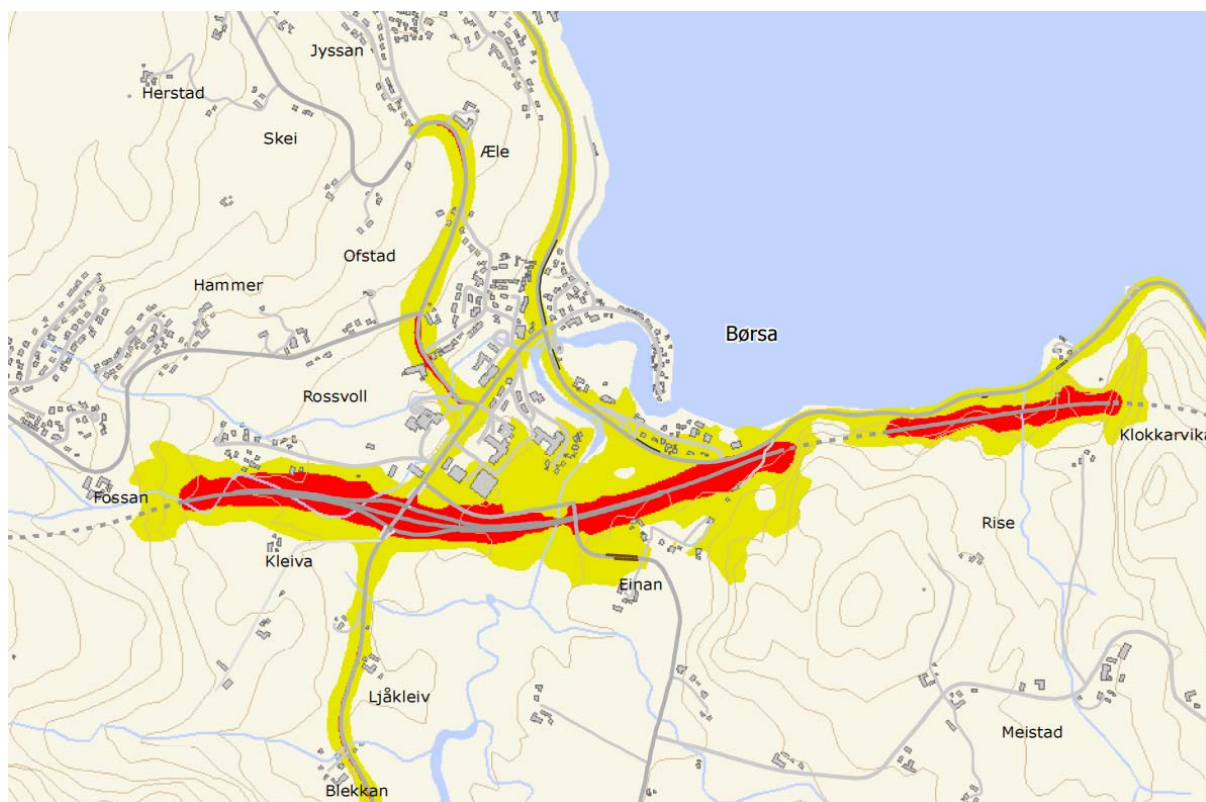 Jyssan
Herstad
Skei
Æle
Ofstad
Hammer
Børsa
Rossvoll
Klokkarvika
Fossan
Rise
Kleiva
Einan
Ljåkleiv
Meistad
Blekkan